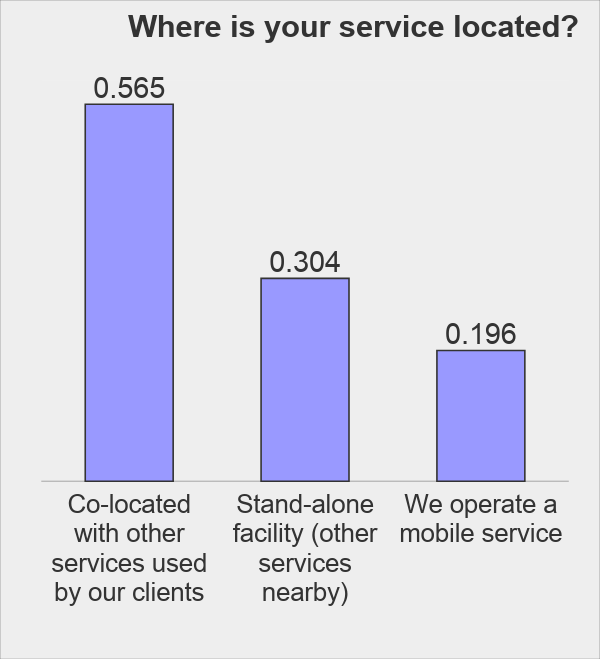 Where is your service located?
0.565
0.304
0.196
Co-located
with other
services used
by our clients
Stand-alone
facility (other
services
nearby)
We operate a
mobile service